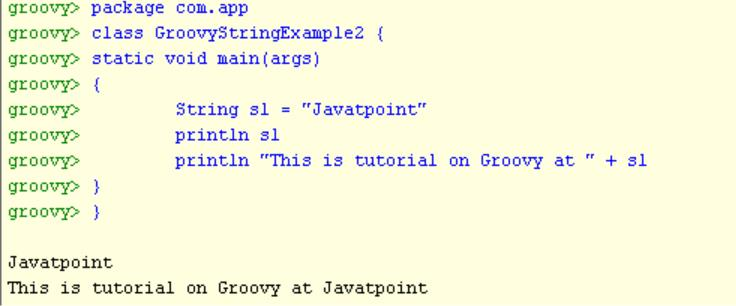 groovy> package com.app
groovy> class GroovyStringExample2 {
groovy> static void main(args)
groovy> {
groovy>         String s1 = "Javatpoint"
groovy>         println s1
groovy>         println "This is tutorial on Groovy at " + s1
groovy> }
groovy> }
Javatpoint
This is tutorial on Groovy at Javatpoint